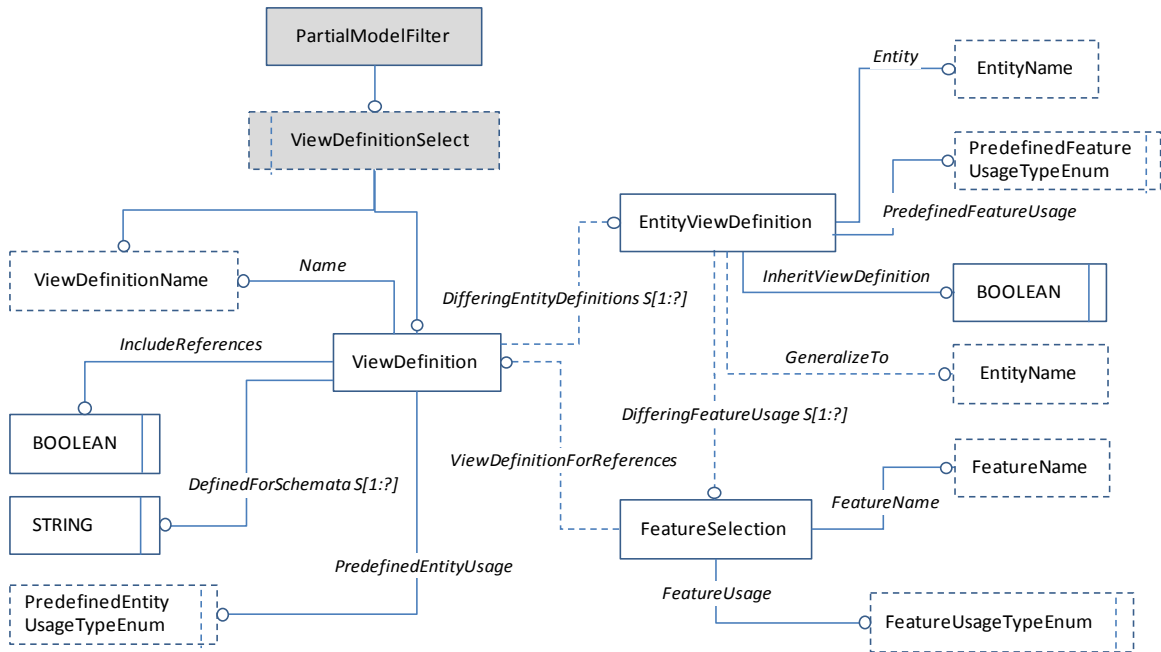 PartialModelFilter
Entity
EntityName
ViewDefinitionSelect
PredefinedFeature
UsageTypeEnum
EntityViewDefinition
PredefinedFeatureUsage
ViewDefinitionName
Name
InheritViewDefinition
BOOLEAN
DifferingEntityDefinitions S[1:?]
IncludeReferences
ViewDefinition
GeneralizeTo
EntityName
DifferingFeatureUsage S[1:?]
BOOLEAN
ViewDefinitionForReferences
FeatureName
DefinedForSchemata S[1:?]
FeatureName
STRING
FeatureSelection
PredefinedEntityUsage
FeatureUsage
PredefinedEntity
UsageTypeEnum
FeatureUsageTypeEnum